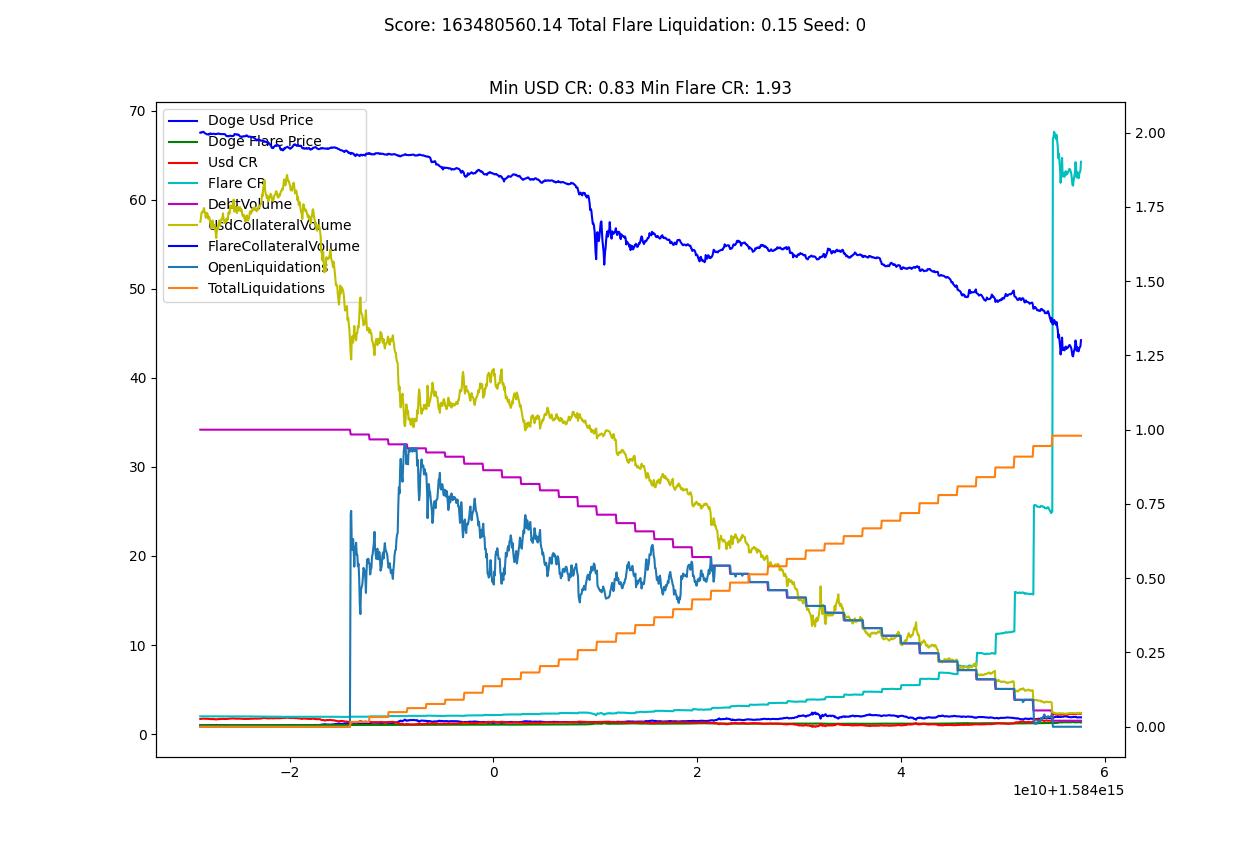 Score: 163480560.14 Total Flare Liquidation: 0.15 Seed: 0
Min USD CR: 0.83 Min Flare CR: 1.93
Doge Usd Price
Doge Flare Price
Usd CR
Flare CR
DebtVolume
UsdCollateralVolume
FlareCollateralVolume
OpenLiquidations
TotalLiquidations
70
60
50
40
30
20
10
0
2.00
1.75
1.50
1.25
1.00
0.75
0.50
0.25
0.00
−2
0
2
4
6
1e10+1.584e15